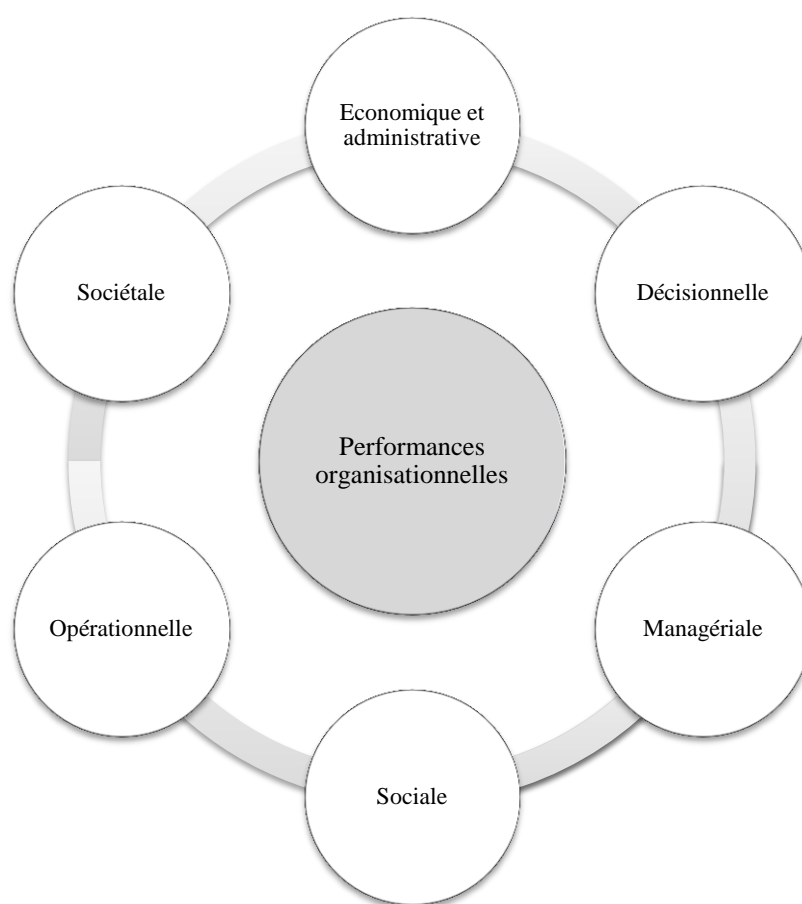 Economique et
administrative
Sociétale
Décisionnelle
Performances
organisationnelles
Opérationnelle
Managériale
Sociale